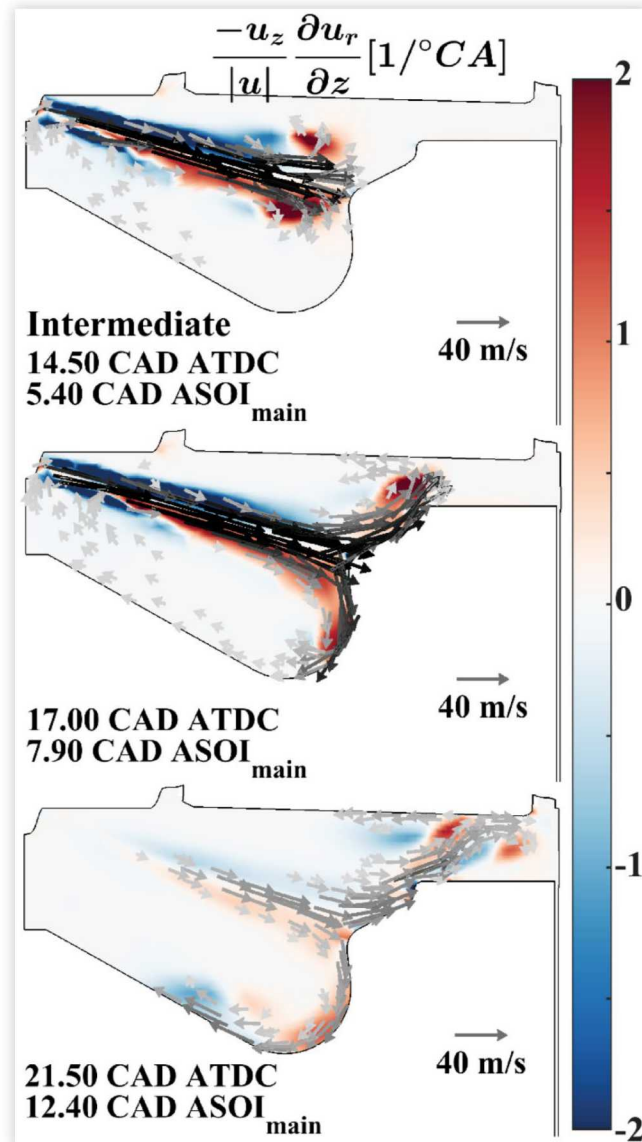 −u_z/|u| ∂u_r/∂z [1/°CA]
2
Intermediate
14.50 CAD ATDC
5.40 CAD ASOI_main
40 m/s
1
0
17.00 CAD ATDC
7.90 CAD ASOI_main
40 m/s
-1
21.50 CAD ATDC
12.40 CAD ASOI_main
40 m/s
-2